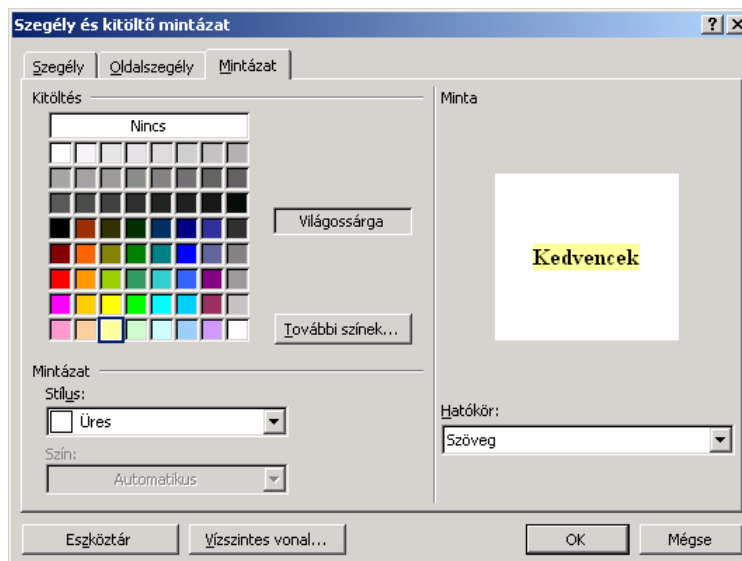 Szegély és kitöltő mintázat
Szegély Oldalszegély Mintázat
Kitöltés
Nincs
Világossárga
További színek...
Mintázat
Stílus:
Üres
Szín:
Automatikus
Minta
Kedvencek
Hatókör:
Szöveg
Eszköztár Vízszintes vonal... OK Mégse